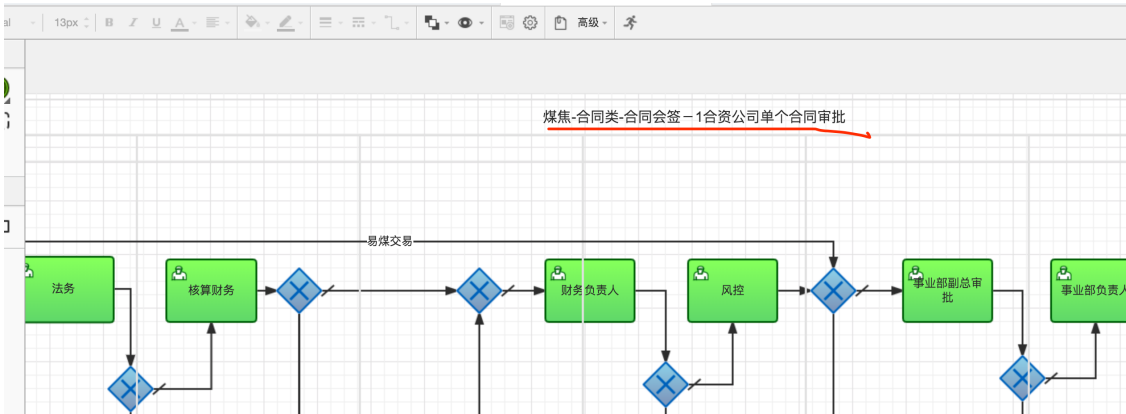 al
13px B I U A
高级
煤焦-合同类-合同会签－1合资公司单个合同审批
易煤交易
法务
核算财务
财务负责人
风控
事业部副总审
批
事业部负责人